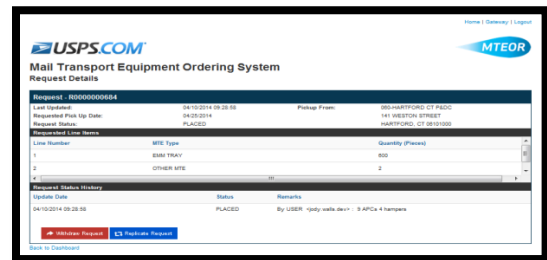 Home | Gateway | Logout
USPS.COM
MTEOR
Mail Transport Equipment Ordering System
Request Details
Request - R0000000684
Last Updated: 04/10/2014 09:28:58 Pickup From: 060-HARTFORD CT P&DC
Requested Pick Up Date: 04/25/2014 141 WESTON STREET
Request Status: PLACED HARTFORD, CT 06101000
Requested Line Items
Line Number MTE Type Quantity (Pieces)
1 EMM TRAY 600
2 OTHER MTE 2
Request Status History
Update Date Status Remarks
04/10/2014 09:28:58 PLACED By USER <jody.walls.dev> : 9 APCs 4 hampers
Withdraw Request Replicate Request
Back to Dashboard